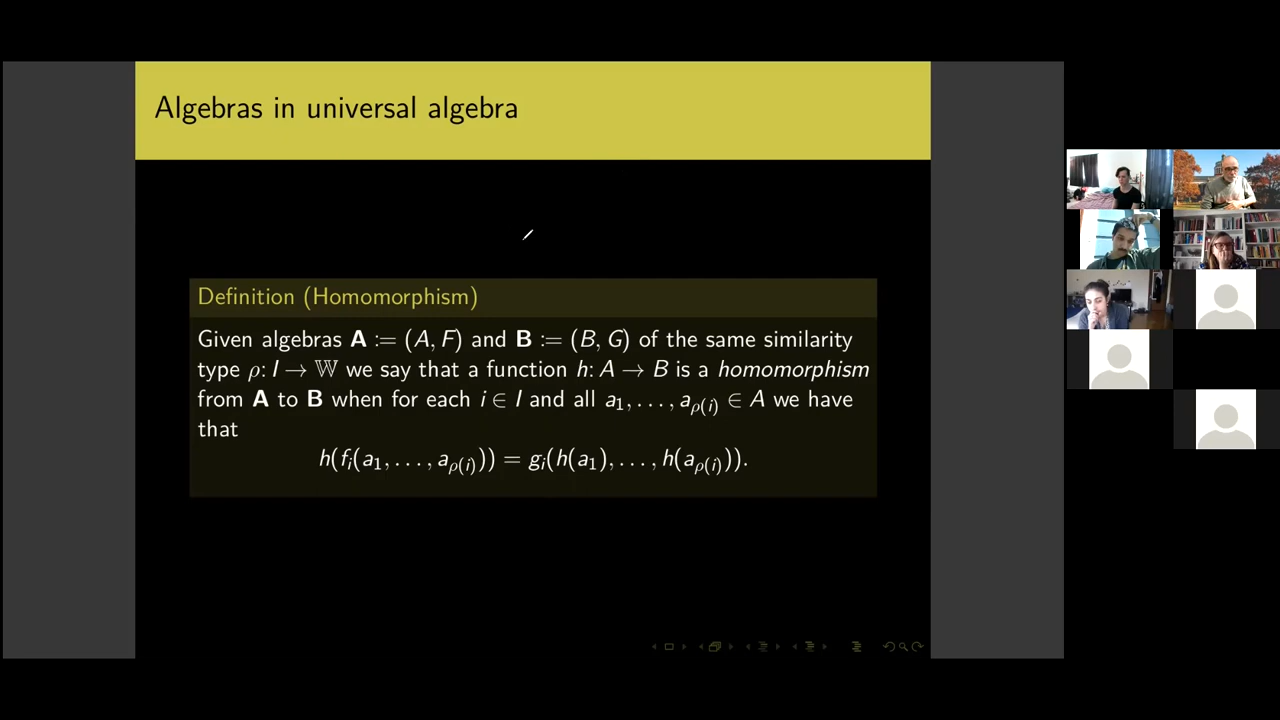 Algebras in universal algebra
Definition (Homomorphism)
Given algebras A := (A, F) and B := (B, G) of the same similarity
type ρ: I → 𝕎 we say that a function h: A → B is a homomorphism
from A to B when for each i ∈ I and all a₁, . . . , aρ(i) ∈ A we have
that
h(fᵢ(a₁, . . . , aρ(i))) = gᵢ(h(a₁), . . . , h(aρ(i))).